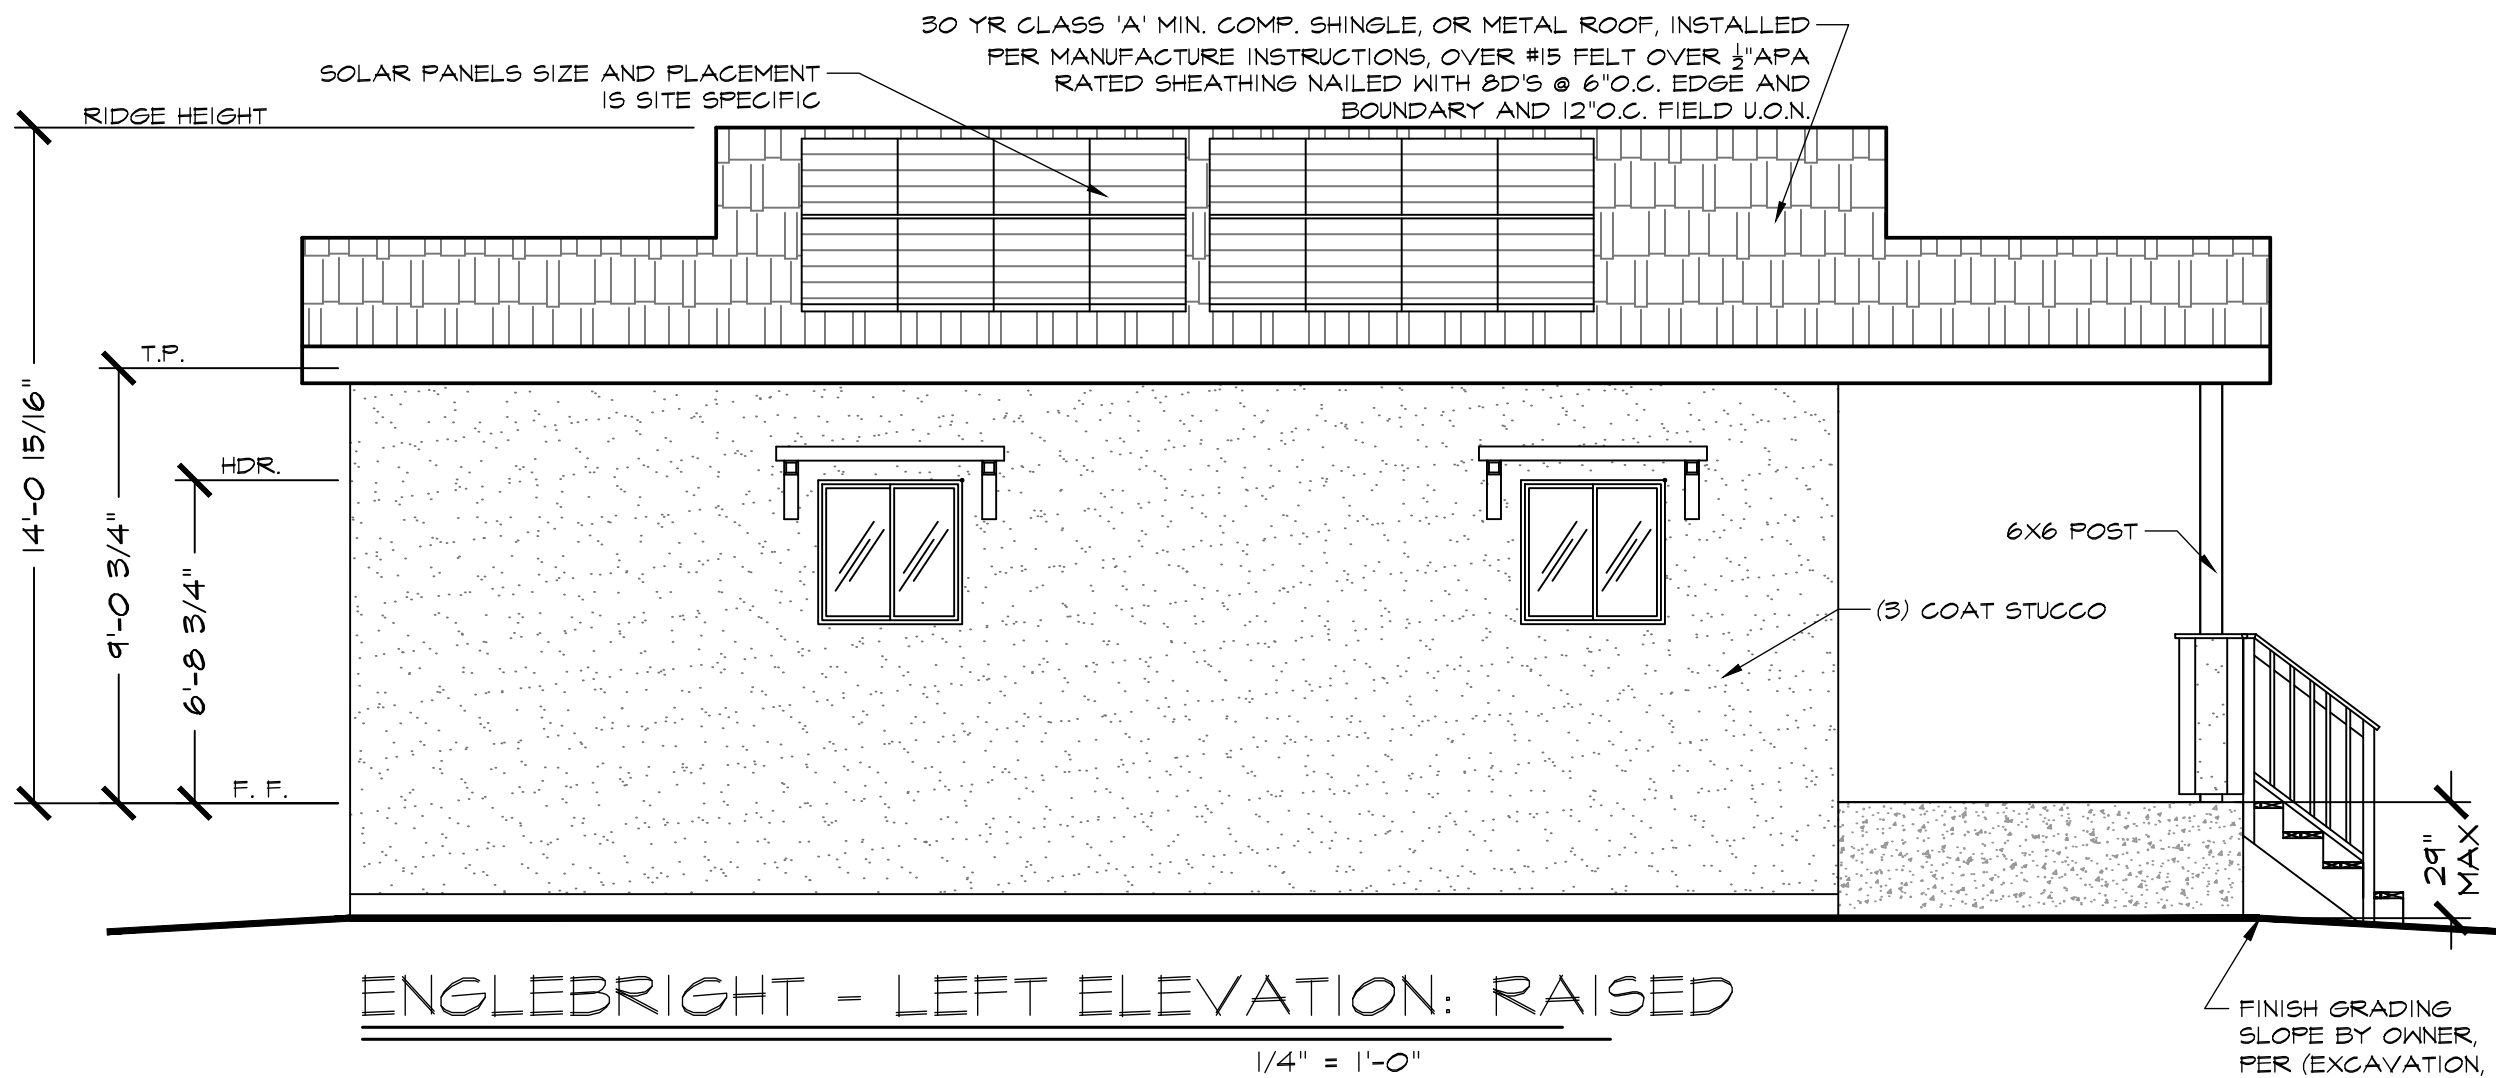 30 YR CLASS 'A' MIN. COMP. SHINGLE, OR METAL ROOF, INSTALLED
PER MANUFACTURE INSTRUCTIONS, OVER #15 FELT OVER ½"APA
RATED SHEATHING NAILED WITH 8D'S @ 6"O.C. EDGE AND
BOUNDARY AND 12"O.C. FIELD U.O.N.
SOLAR PANELS SIZE AND PLACEMENT
IS SITE SPECIFIC
RIDGE HEIGHT
T.P.
HDR.
F. F.
14'-0 15/16"
9'-0 3/4"
6'-8 3/4"
6X6 POST
(3) COAT STUCCO
29"
MAX
FINISH GRADING
SLOPE BY OWNER,
PER (EXCAVATION,
ENGLEBRIGHT - LEFT ELEVATION: RAISED
1/4" = 1'-0"